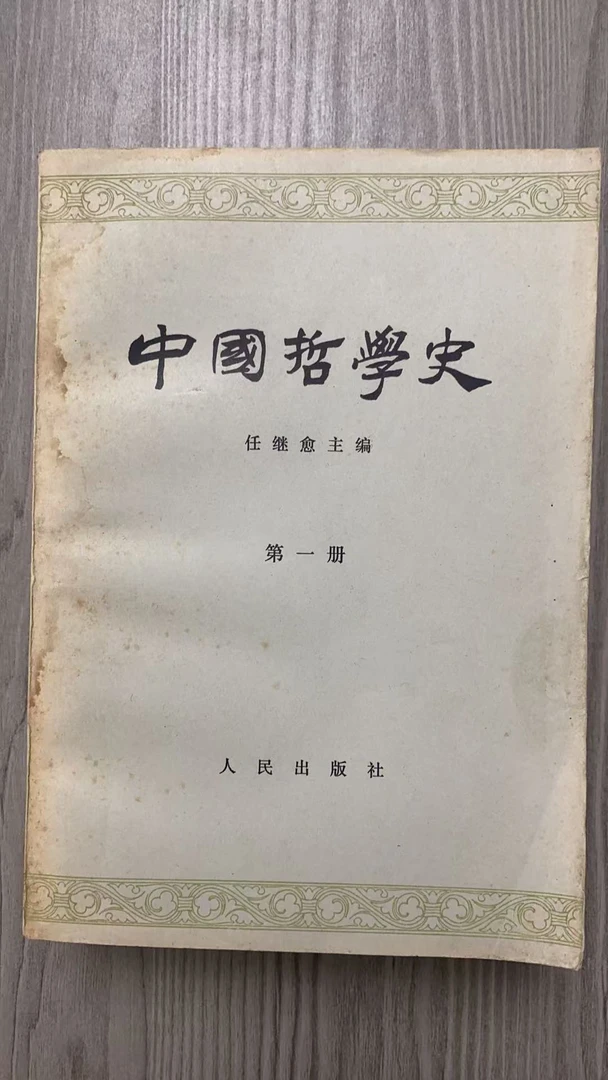 中國哲學史
任继愈主编
第一册
人民出版社